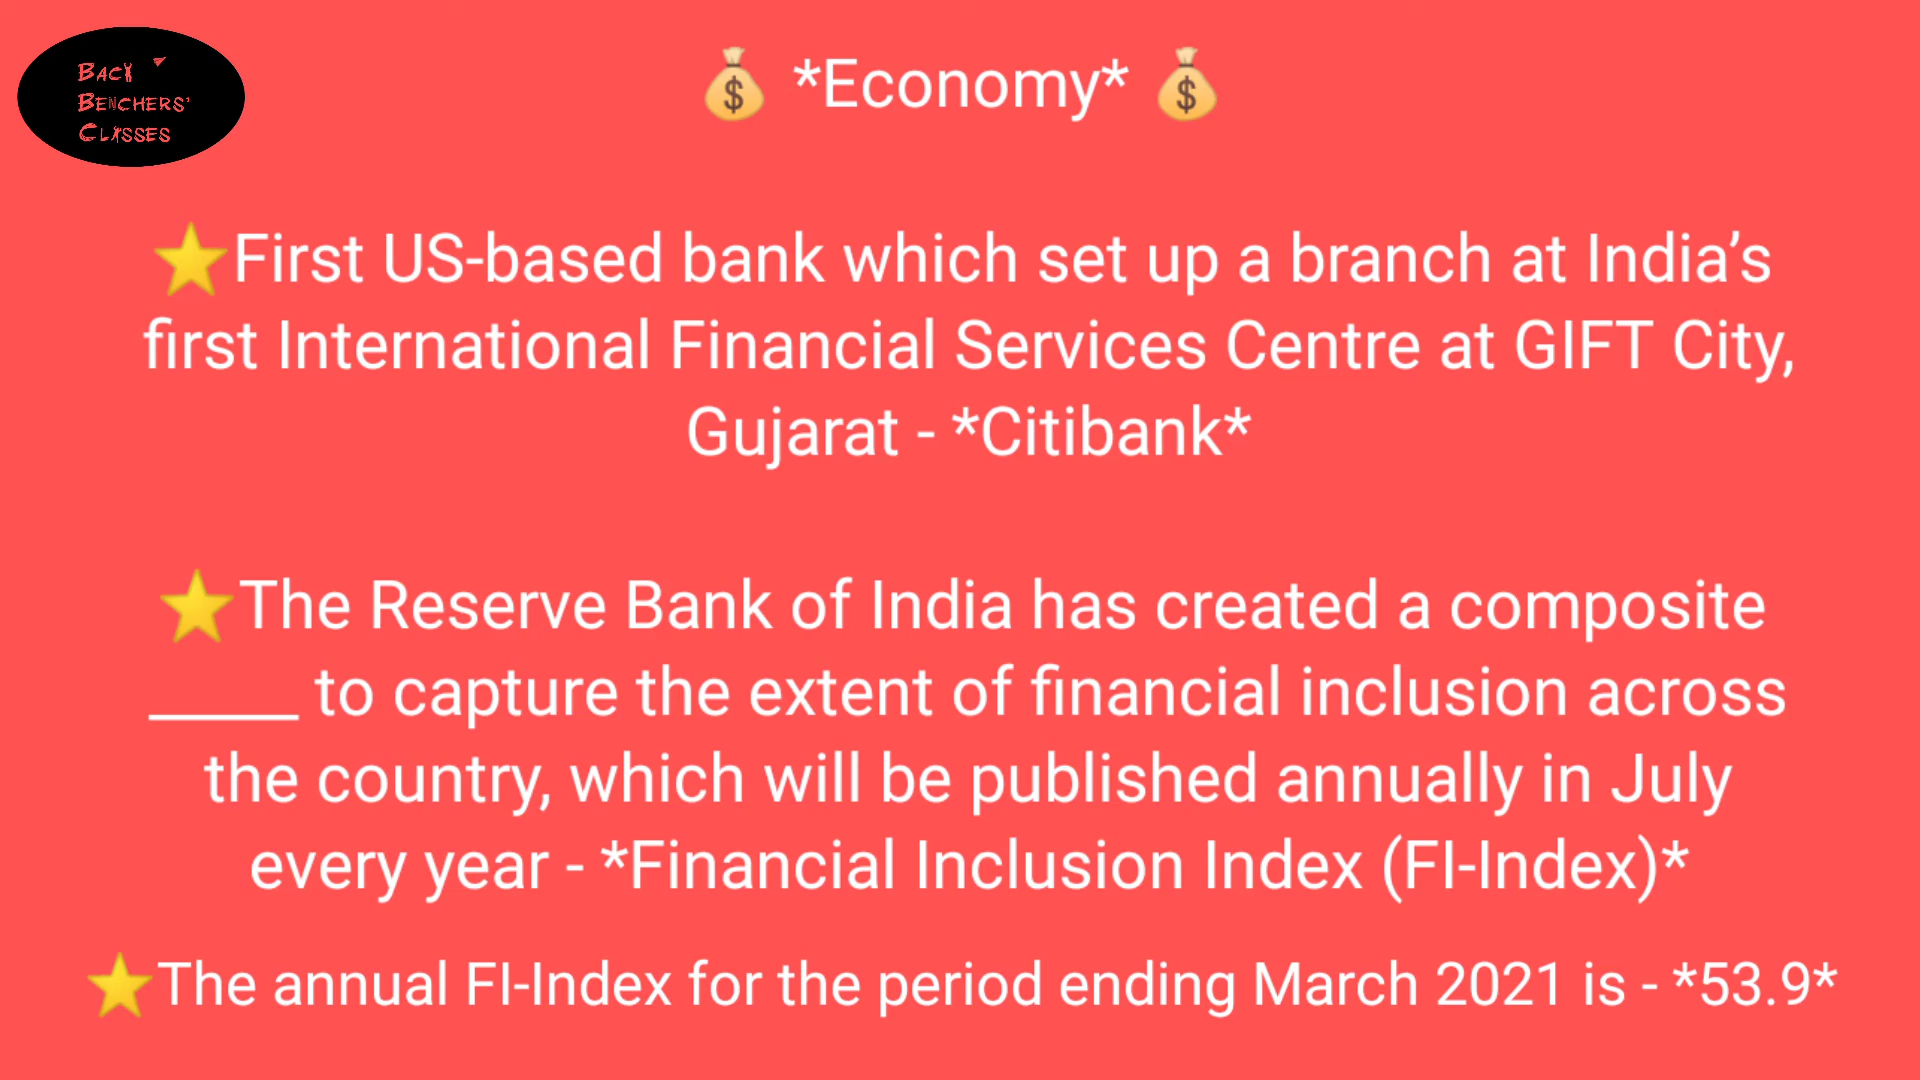 BACK
BENCHERS'
CLASSES
💰 *Economy* 💰
⭐First US-based bank which set up a branch at India’s
first International Financial Services Centre at GIFT City,
Gujarat - *Citibank*
⭐The Reserve Bank of India has created a composite
_____ to capture the extent of financial inclusion across
the country, which will be published annually in July
every year - *Financial Inclusion Index (FI-Index)*
⭐The annual FI-Index for the period ending March 2021 is - *53.9*